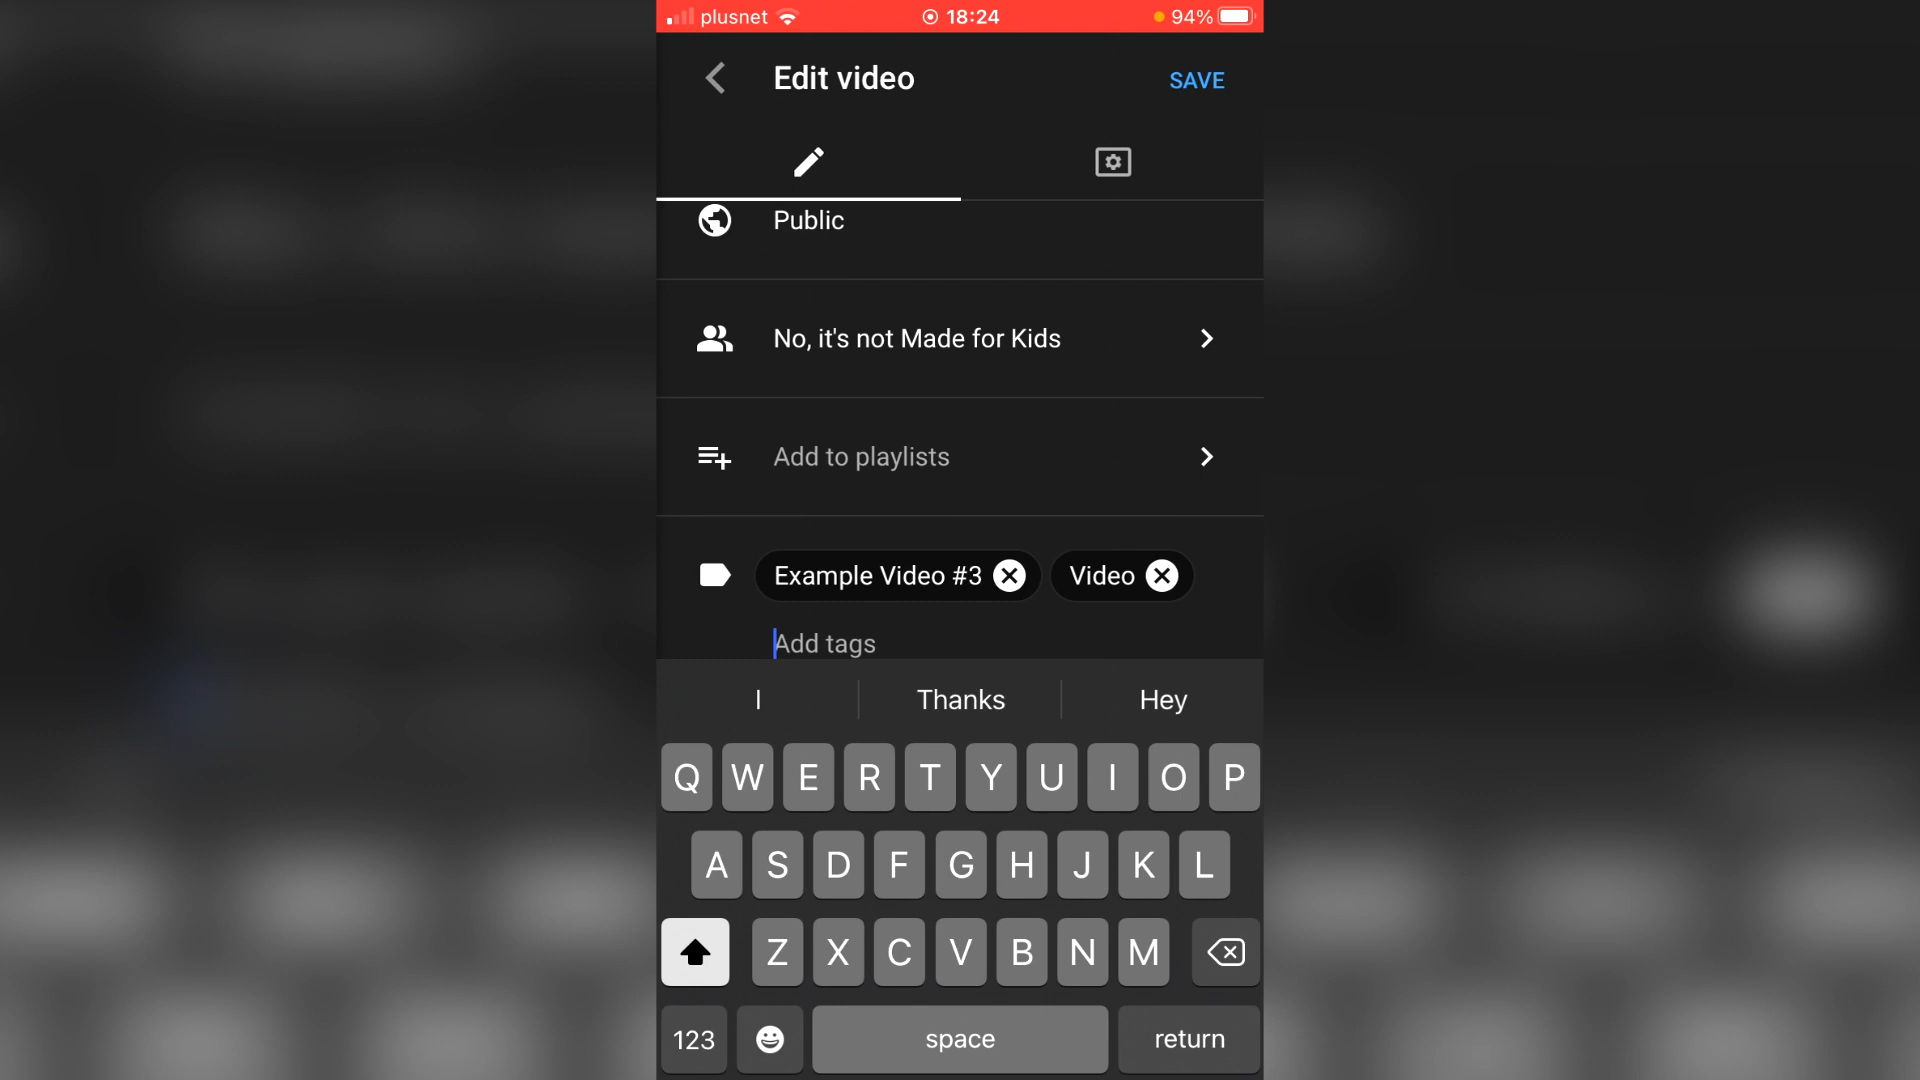 plusnet 18:24 94%
Edit video SAVE
Public
No, it's not Made for Kids
Add to playlists
Example Video #3 Video
Add tags
I Thanks Hey
Q W E R T Y U I O P
A S D F G H J K L
Z X C V B N M
123 space return